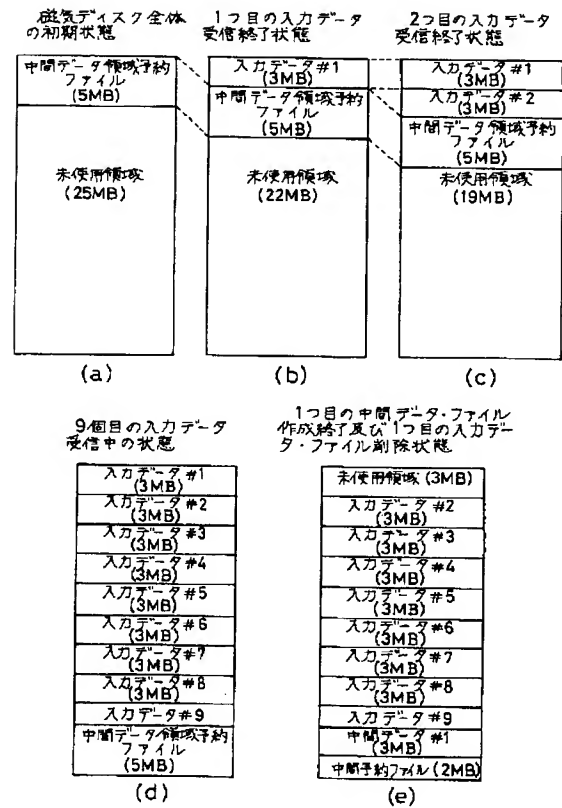 磁気ディスク全体
の初期状態
中間データ領域予約
ファイル
(5MB)
未使用領域
(25MB)
(a)
1つ目の入力データ
受信終了状態
入力データ#1
(3MB)
中間データ領域予約
ファイル
(5MB)
未使用領域
(22MB)
(b)
2つ目の入力データ
受信終了状態
入力データ#1
(3MB)
入力データ#2
(3MB)
中間データ領域予約
ファイル
(5MB)
未使用領域
(19MB)
(c)
9個目の入力データ
受信中の状態
入力データ#1
(3MB)
入力データ#2
(3MB)
入力データ#3
(3MB)
入力データ#4
(3MB)
入力データ#5
(3MB)
入力データ#6
(3MB)
入力データ#7
(3MB)
入力データ#8
(3MB)
入力データ#9
中間データ領域予約
ファイル
(5MB)
(d)
1つ目の中間データ・ファイル
作成終了及び1つ目の入力デー
タ・ファイル削除状態
未使用領域(3MB)
入力データ#2
(3MB)
入力データ#3
(3MB)
入力データ#4
(3MB)
入力データ#5
(3MB)
入力データ#6
(3MB)
入力データ#7
(3MB)
入力データ#8
(3MB)
入力データ#9
中間データ#1
(3MB)
中間予約ファイル(2MB)
(e)